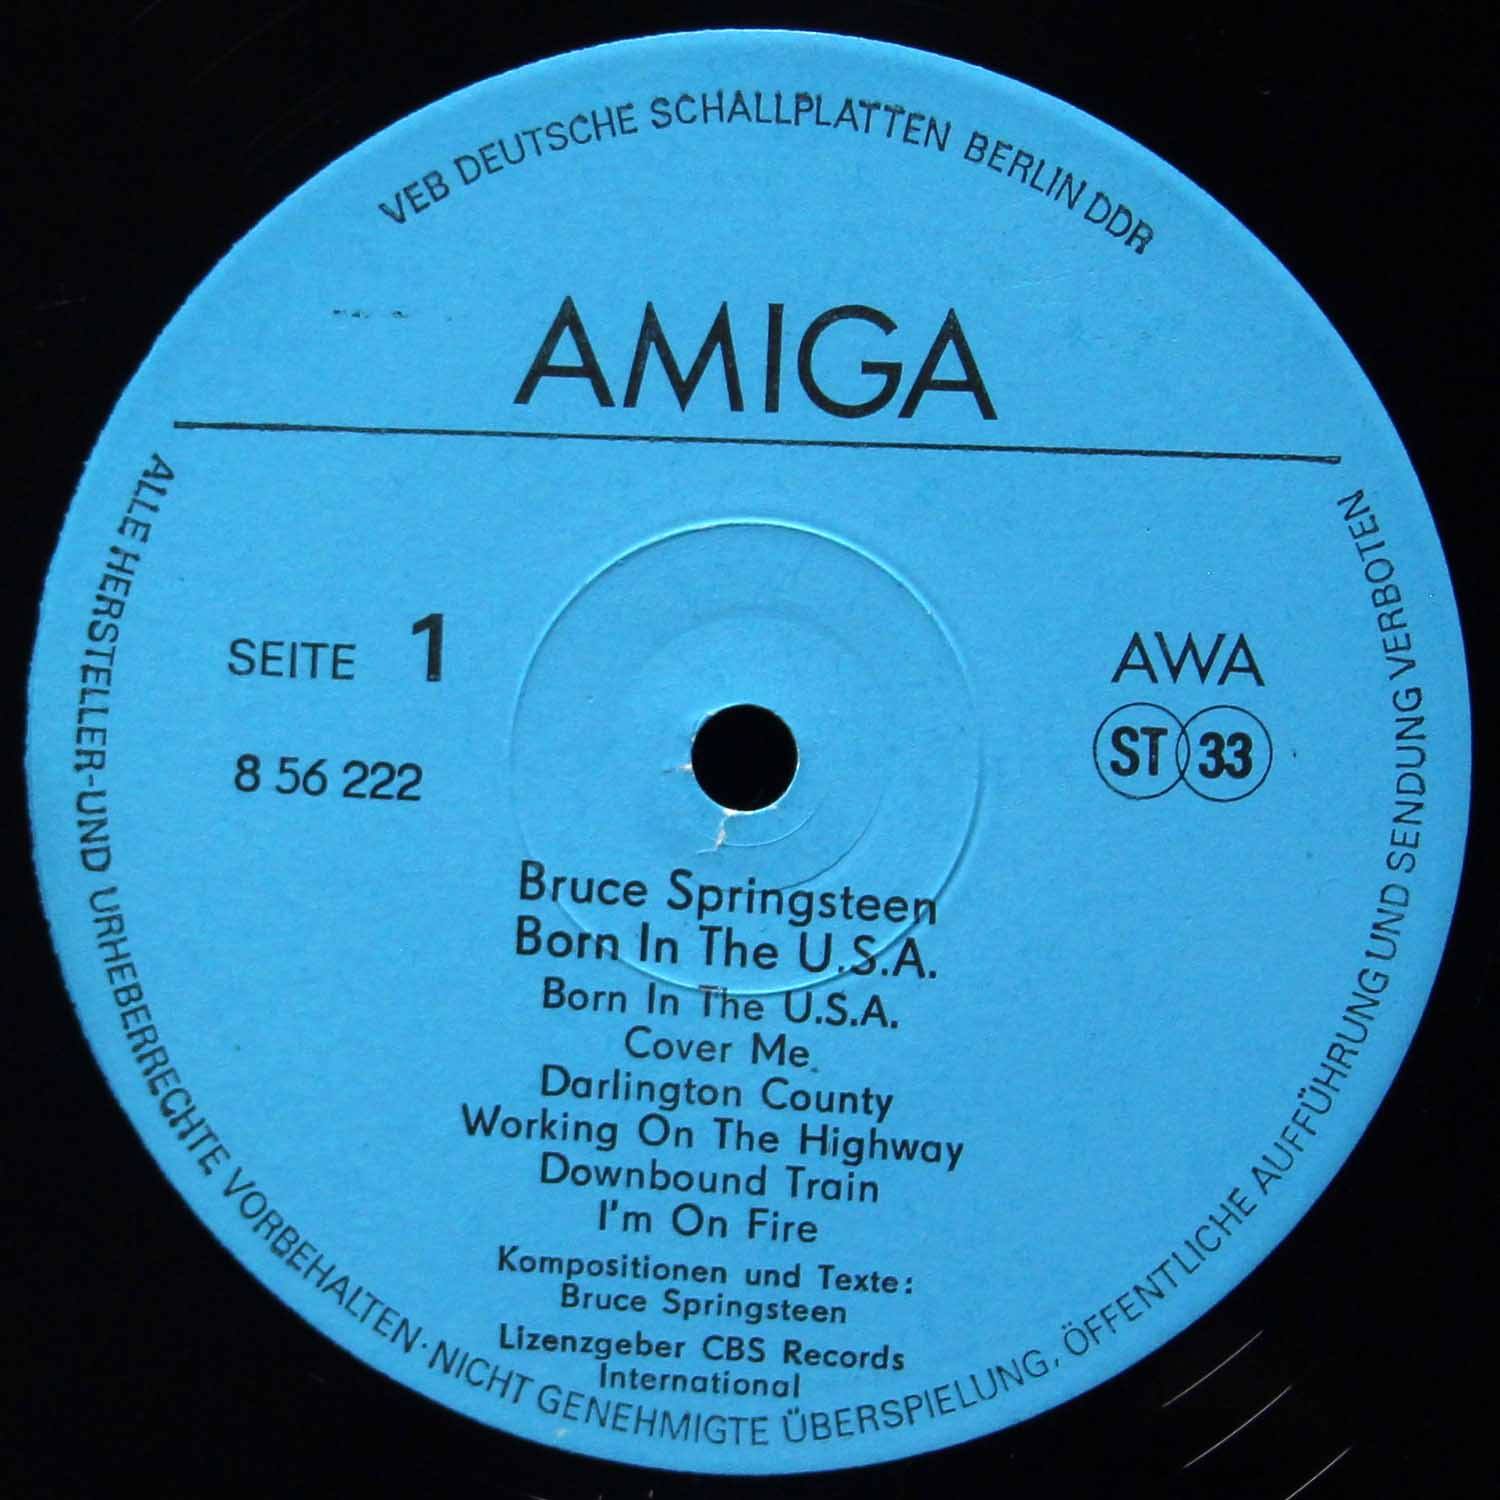 VEB DEUTSCHE SCHALLPLATTEN BERLIN DDR
AMIGA
SEITE 1
8 56 222
AWA
ST 33
Bruce Springsteen
Born In The U.S.A.
Born In The U.S.A.
Cover Me
Darlington County
Working On The Highway
Downbound Train
I'm On Fire
Kompositionen und Texte:
Bruce Springsteen
Lizenzgeber CBS Records
International
ALLE HERSTELLER-UND URHEBERRECHTE VORBEHALTEN · NICHT GENEHMIGTE ÜBERSPIELUNG, ÖFFENTLICHE AUFFÜHRUNG UND SENDUNG VERBOTEN